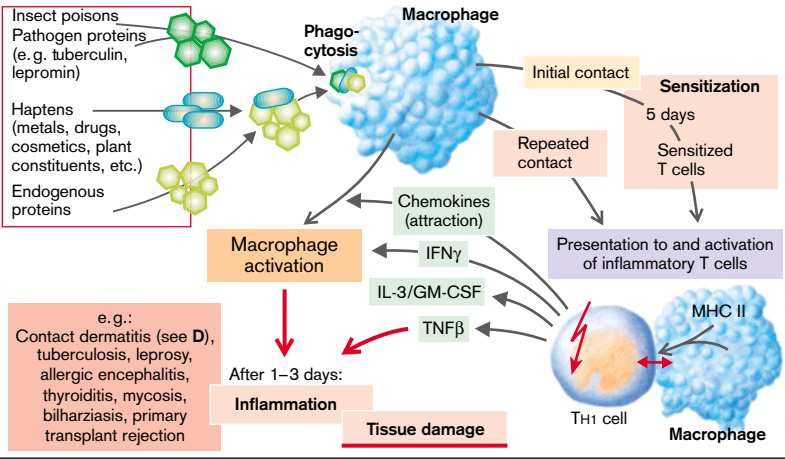 Insect poisons
Pathogen proteins
(e. g. tuberculin,
lepromin)
Haptens
(metals, drugs,
cosmetics, plant
constituents, etc.)
Endogenous
proteins
Phago-
cytosis
Macrophage
Initial contact
Sensitization
5 days
Sensitized
T cells
Repeated
contact
Presentation to and activation
of inflammatory T cells
Chemokines
(attraction)
IFNγ
IL-3/GM-CSF
TNFβ
Macrophage
activation
e. g.:
Contact dermatitis (see D),
tuberculosis, leprosy,
allergic encephalitis,
thyroiditis, mycosis,
bilharziasis, primary
transplant rejection
After 1–3 days:
Inflammation
Tissue damage
MHC II
TH1 cell
Macrophage